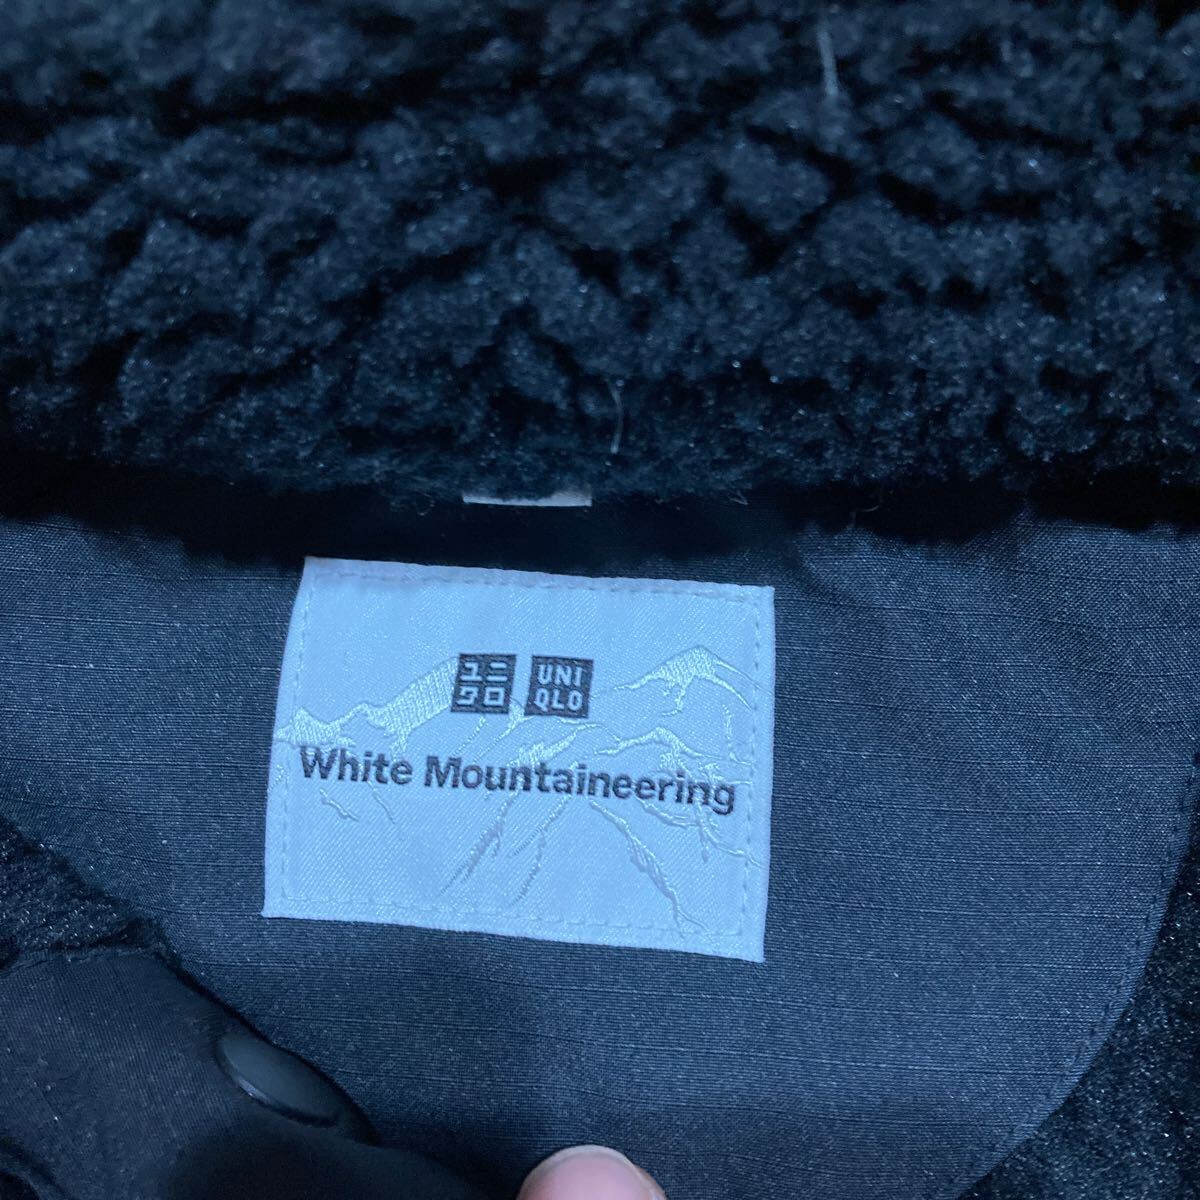 ユニ UNI
クロ QLO
White Mountaineering